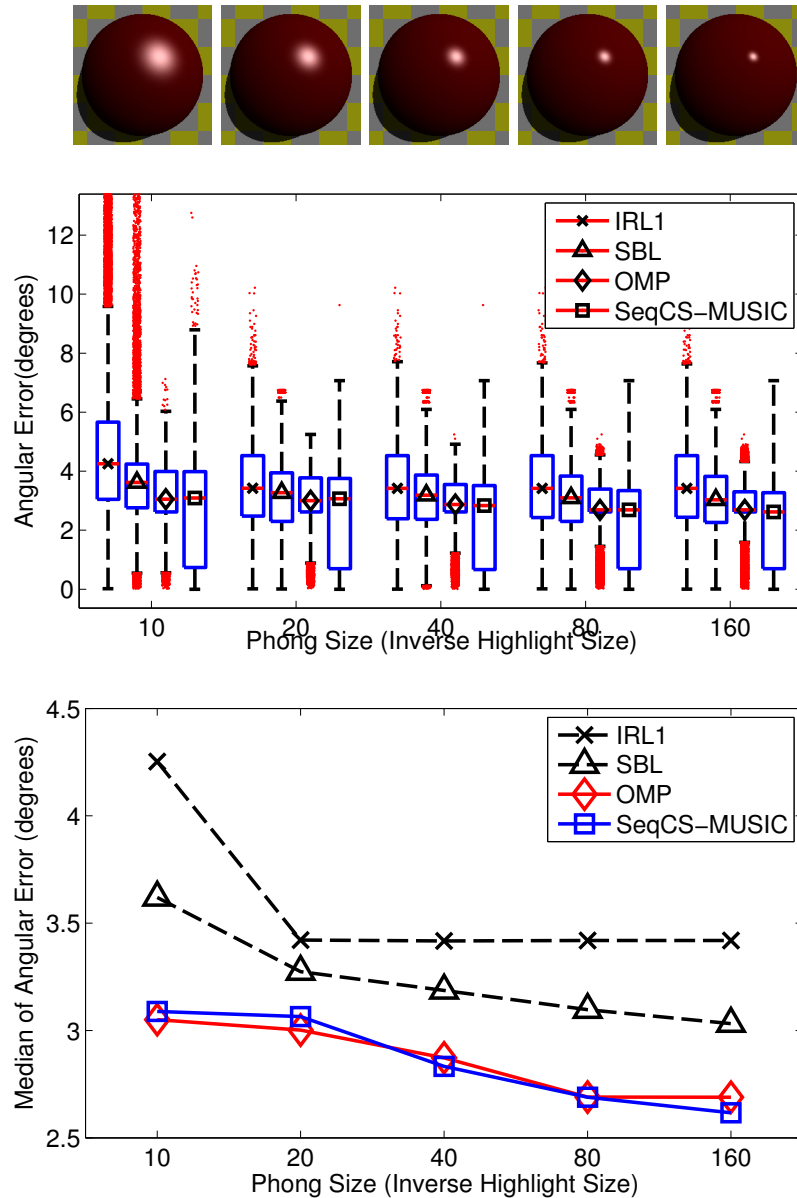 12
10
8
6
4
2
0
Angular Error(degrees)
IRL1
SBL
OMP
SeqCS-MUSIC
10 20 40 80 160
Phong Size (Inverse Highlight Size)
4.5
4
3.5
3
2.5
Median of Angular Error (degrees)
IRL1
SBL
OMP
SeqCS-MUSIC
10 20 40 80 160
Phong Size (Inverse Highlight Size)